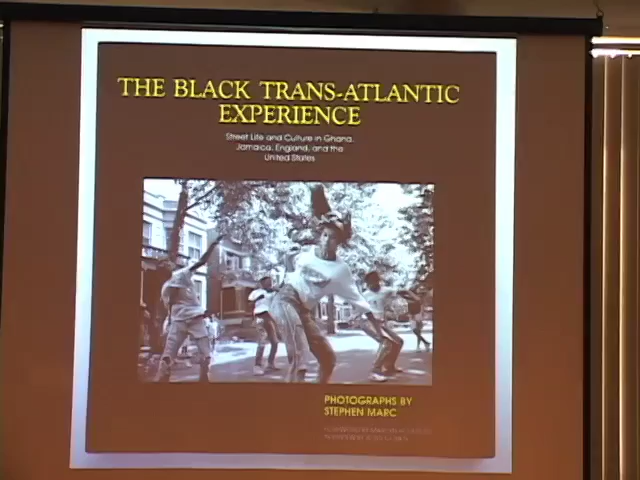 THE BLACK TRANS-ATLANTIC
EXPERIENCE
Street Life and Culture in Ghana,
Jamaica, England, and the
United States
PHOTOGRAPHS BY
STEPHEN MARC